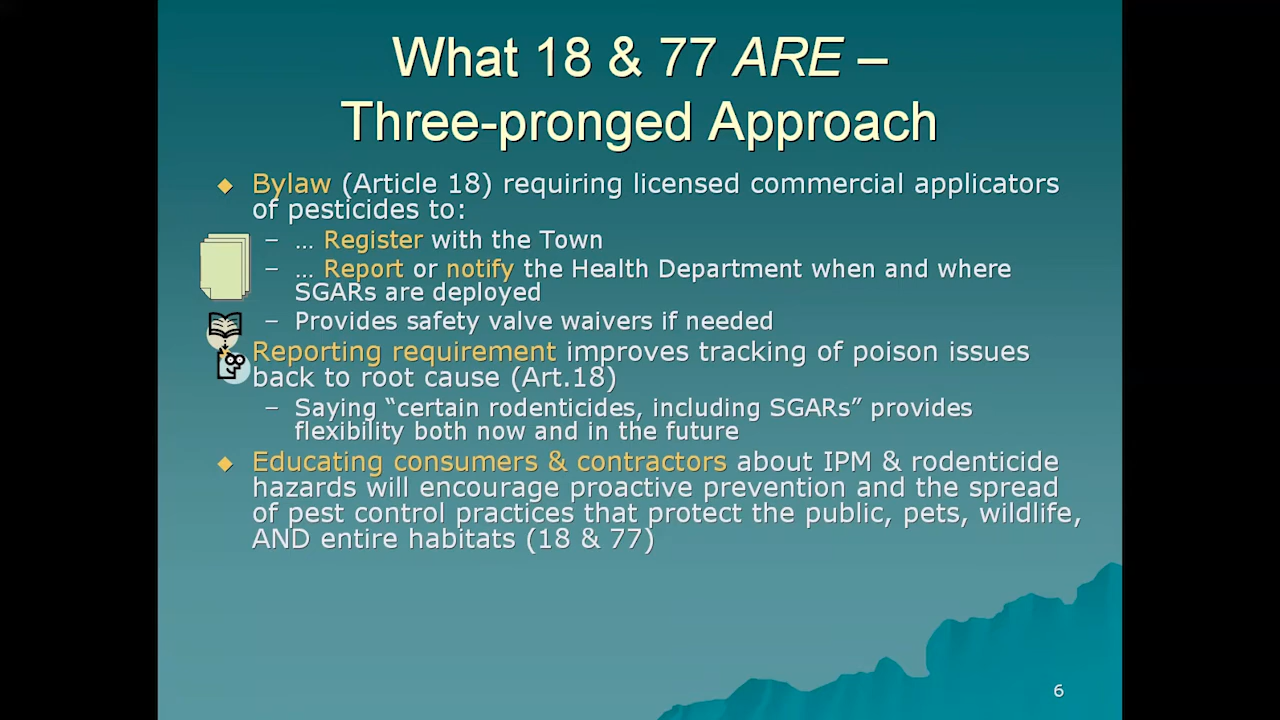 What 18 & 77 ARE –
Three-pronged Approach
Bylaw (Article 18) requiring licensed commercial applicators
of pesticides to:
– … Register with the Town
– … Report or notify the Health Department when and where
SGARs are deployed
– Provides safety valve waivers if needed
Reporting requirement improves tracking of poison issues
back to root cause (Art.18)
– Saying “certain rodenticides, including SGARs” provides
flexibility both now and in the future
Educating consumers & contractors about IPM & rodenticide
hazards will encourage proactive prevention and the spread
of pest control practices that protect the public, pets, wildlife,
AND entire habitats (18 & 77)
6